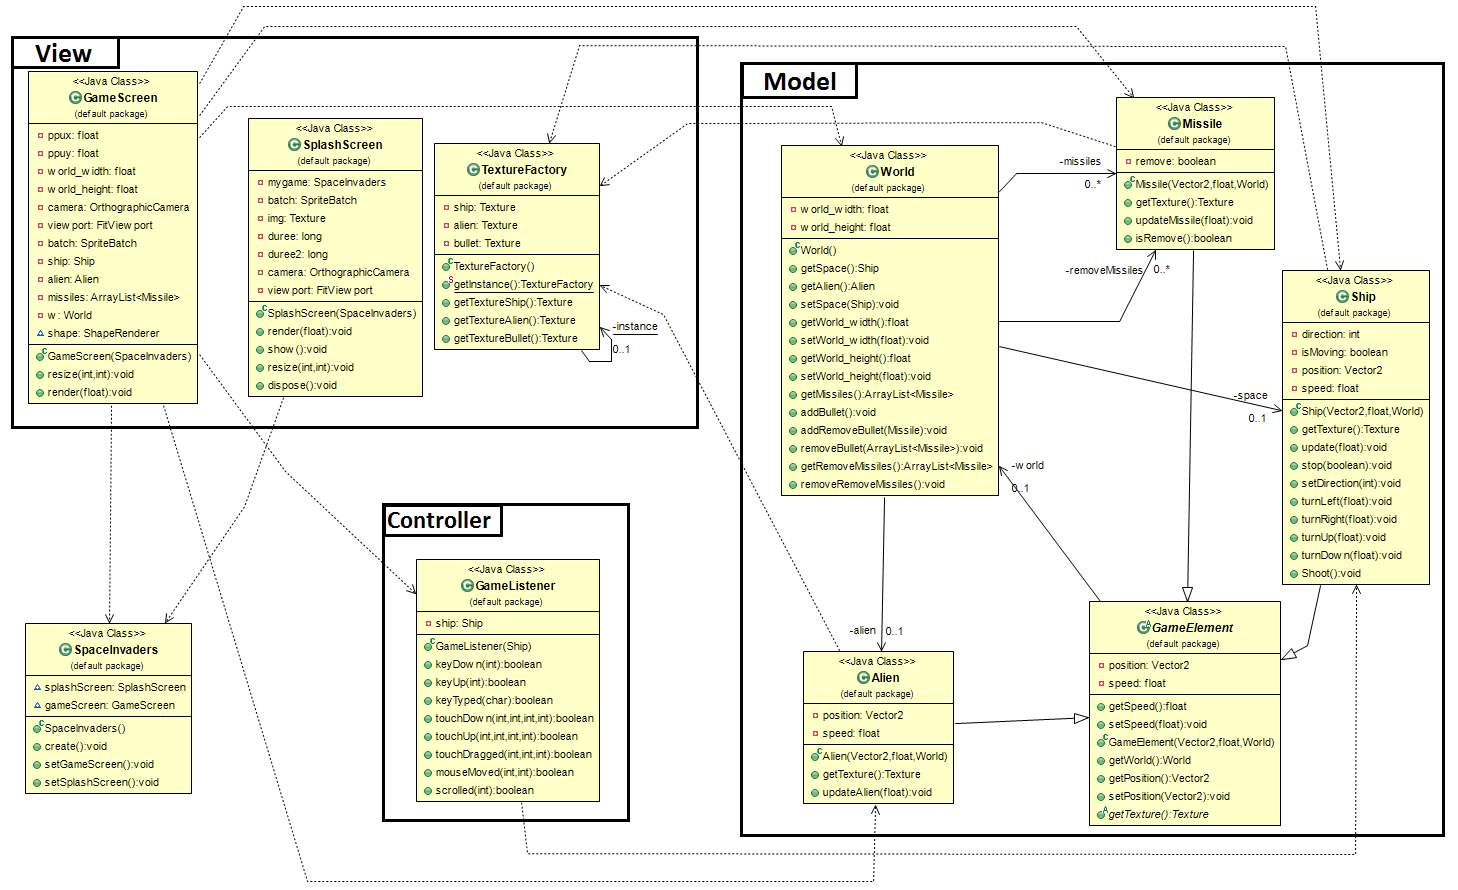 View
<<Java Class>>
GameScreen
(default package)
ppux: float
ppuy: float
world_width: float
world_height: float
camera: OrthographicCamera
viewport: FitViewport
batch: SpriteBatch
ship: Ship
alien: Alien
missiles: ArrayList<Missile>
w: World
shape: ShapeRenderer
GameScreen(SpaceInvaders)
resize(int,int):void
render(float):void
<<Java Class>>
SplashScreen
(default package)
mygame: SpaceInvaders
batch: SpriteBatch
img: Texture
duree: long
duree2: long
camera: OrthographicCamera
viewport: FitViewport
SplashScreen(SpaceInvaders)
render(float):void
show():void
resize(int,int):void
dispose():void
<<Java Class>>
TextureFactory
(default package)
ship: Texture
alien: Texture
bullet: Texture
TextureFactory()
getInstance():TextureFactory
getTextureShip():Texture
getTextureAlien():Texture
getTextureBullet():Texture
-instance
0..1
Model
<<Java Class>>
World
(default package)
world_width: float
world_height: float
World()
getSpace():Ship
getAlien():Alien
setSpace(Ship):void
getWorld_width():float
setWorld_width(float):void
getWorld_height():float
setWorld_height(float):void
getMissiles():ArrayList<Missile>
addBullet():void
addRemoveBullet(Missile):void
removeBullet(ArrayList<Missile>):void
getRemoveMissiles():ArrayList<Missile>
removeRemoveMissiles():void
-missiles
0..*
-removeMissiles
0..*
-space
0..1
-world
0..1
-alien
0..1
<<Java Class>>
Missile
(default package)
remove: boolean
Missile(Vector2,float,World)
getTexture():Texture
updateMissile(float):void
isRemove():boolean
<<Java Class>>
Ship
(default package)
direction: int
isMoving: boolean
position: Vector2
speed: float
Ship(Vector2,float,World)
getTexture():Texture
update(float):void
stop(boolean):void
setDirection(int):void
turnLeft(float):void
turnRight(float):void
turnUp(float):void
turnDown(float):void
Shoot():void
Controller
<<Java Class>>
GameListener
(default package)
ship: Ship
GameListener(Ship)
keyDown(int):boolean
keyUp(int):boolean
keyTyped(char):boolean
touchDown(int,int,int,int):boolean
touchUp(int,int,int,int):boolean
touchDragged(int,int,int):boolean
mouseMoved(int,int):boolean
scrolled(int):boolean
<<Java Class>>
SpaceInvaders
(default package)
splashScreen: SplashScreen
gameScreen: GameScreen
SpaceInvaders()
create():void
setGameScreen():void
setSplashScreen():void
<<Java Class>>
Alien
(default package)
position: Vector2
speed: float
Alien(Vector2,float,World)
getTexture():Texture
updateAlien(float):void
<<Java Class>>
GameElement
(default package)
position: Vector2
speed: float
getSpeed():float
setSpeed(float):void
GameElement(Vector2,float,World)
getWorld():World
getPosition():Vector2
setPosition(Vector2):void
getTexture():Texture